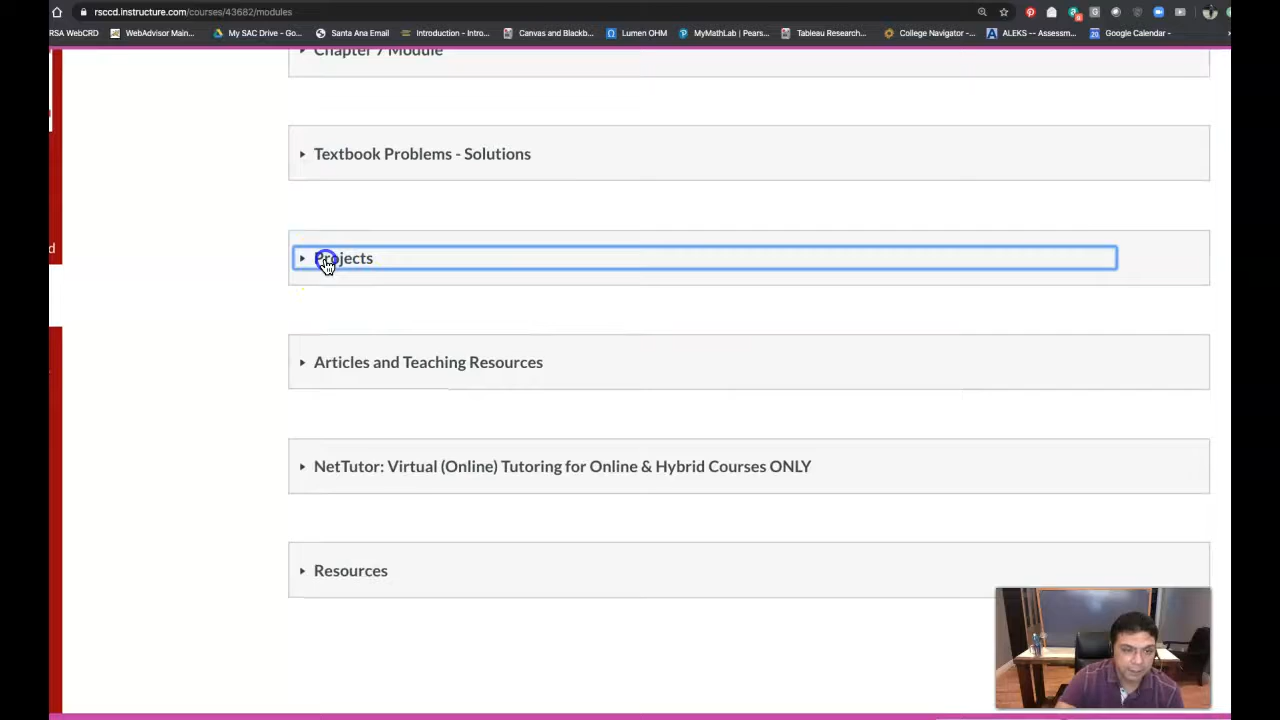 rsccd.instructure.com/courses/43682/modules
RSA WebCRD WebAdvisor Main... My SAC Drive - Go... Santa Ana Email Introduction - Intro... Canvas and Blackb... Lumen OHM MyMathLab | Pears... Tableau Research... College Navigator -... ALEKS -- Assessm... Google Calendar -
Chapter 7 Module
Textbook Problems - Solutions
d
Projects
Articles and Teaching Resources
NetTutor: Virtual (Online) Tutoring for Online & Hybrid Courses ONLY
Resources